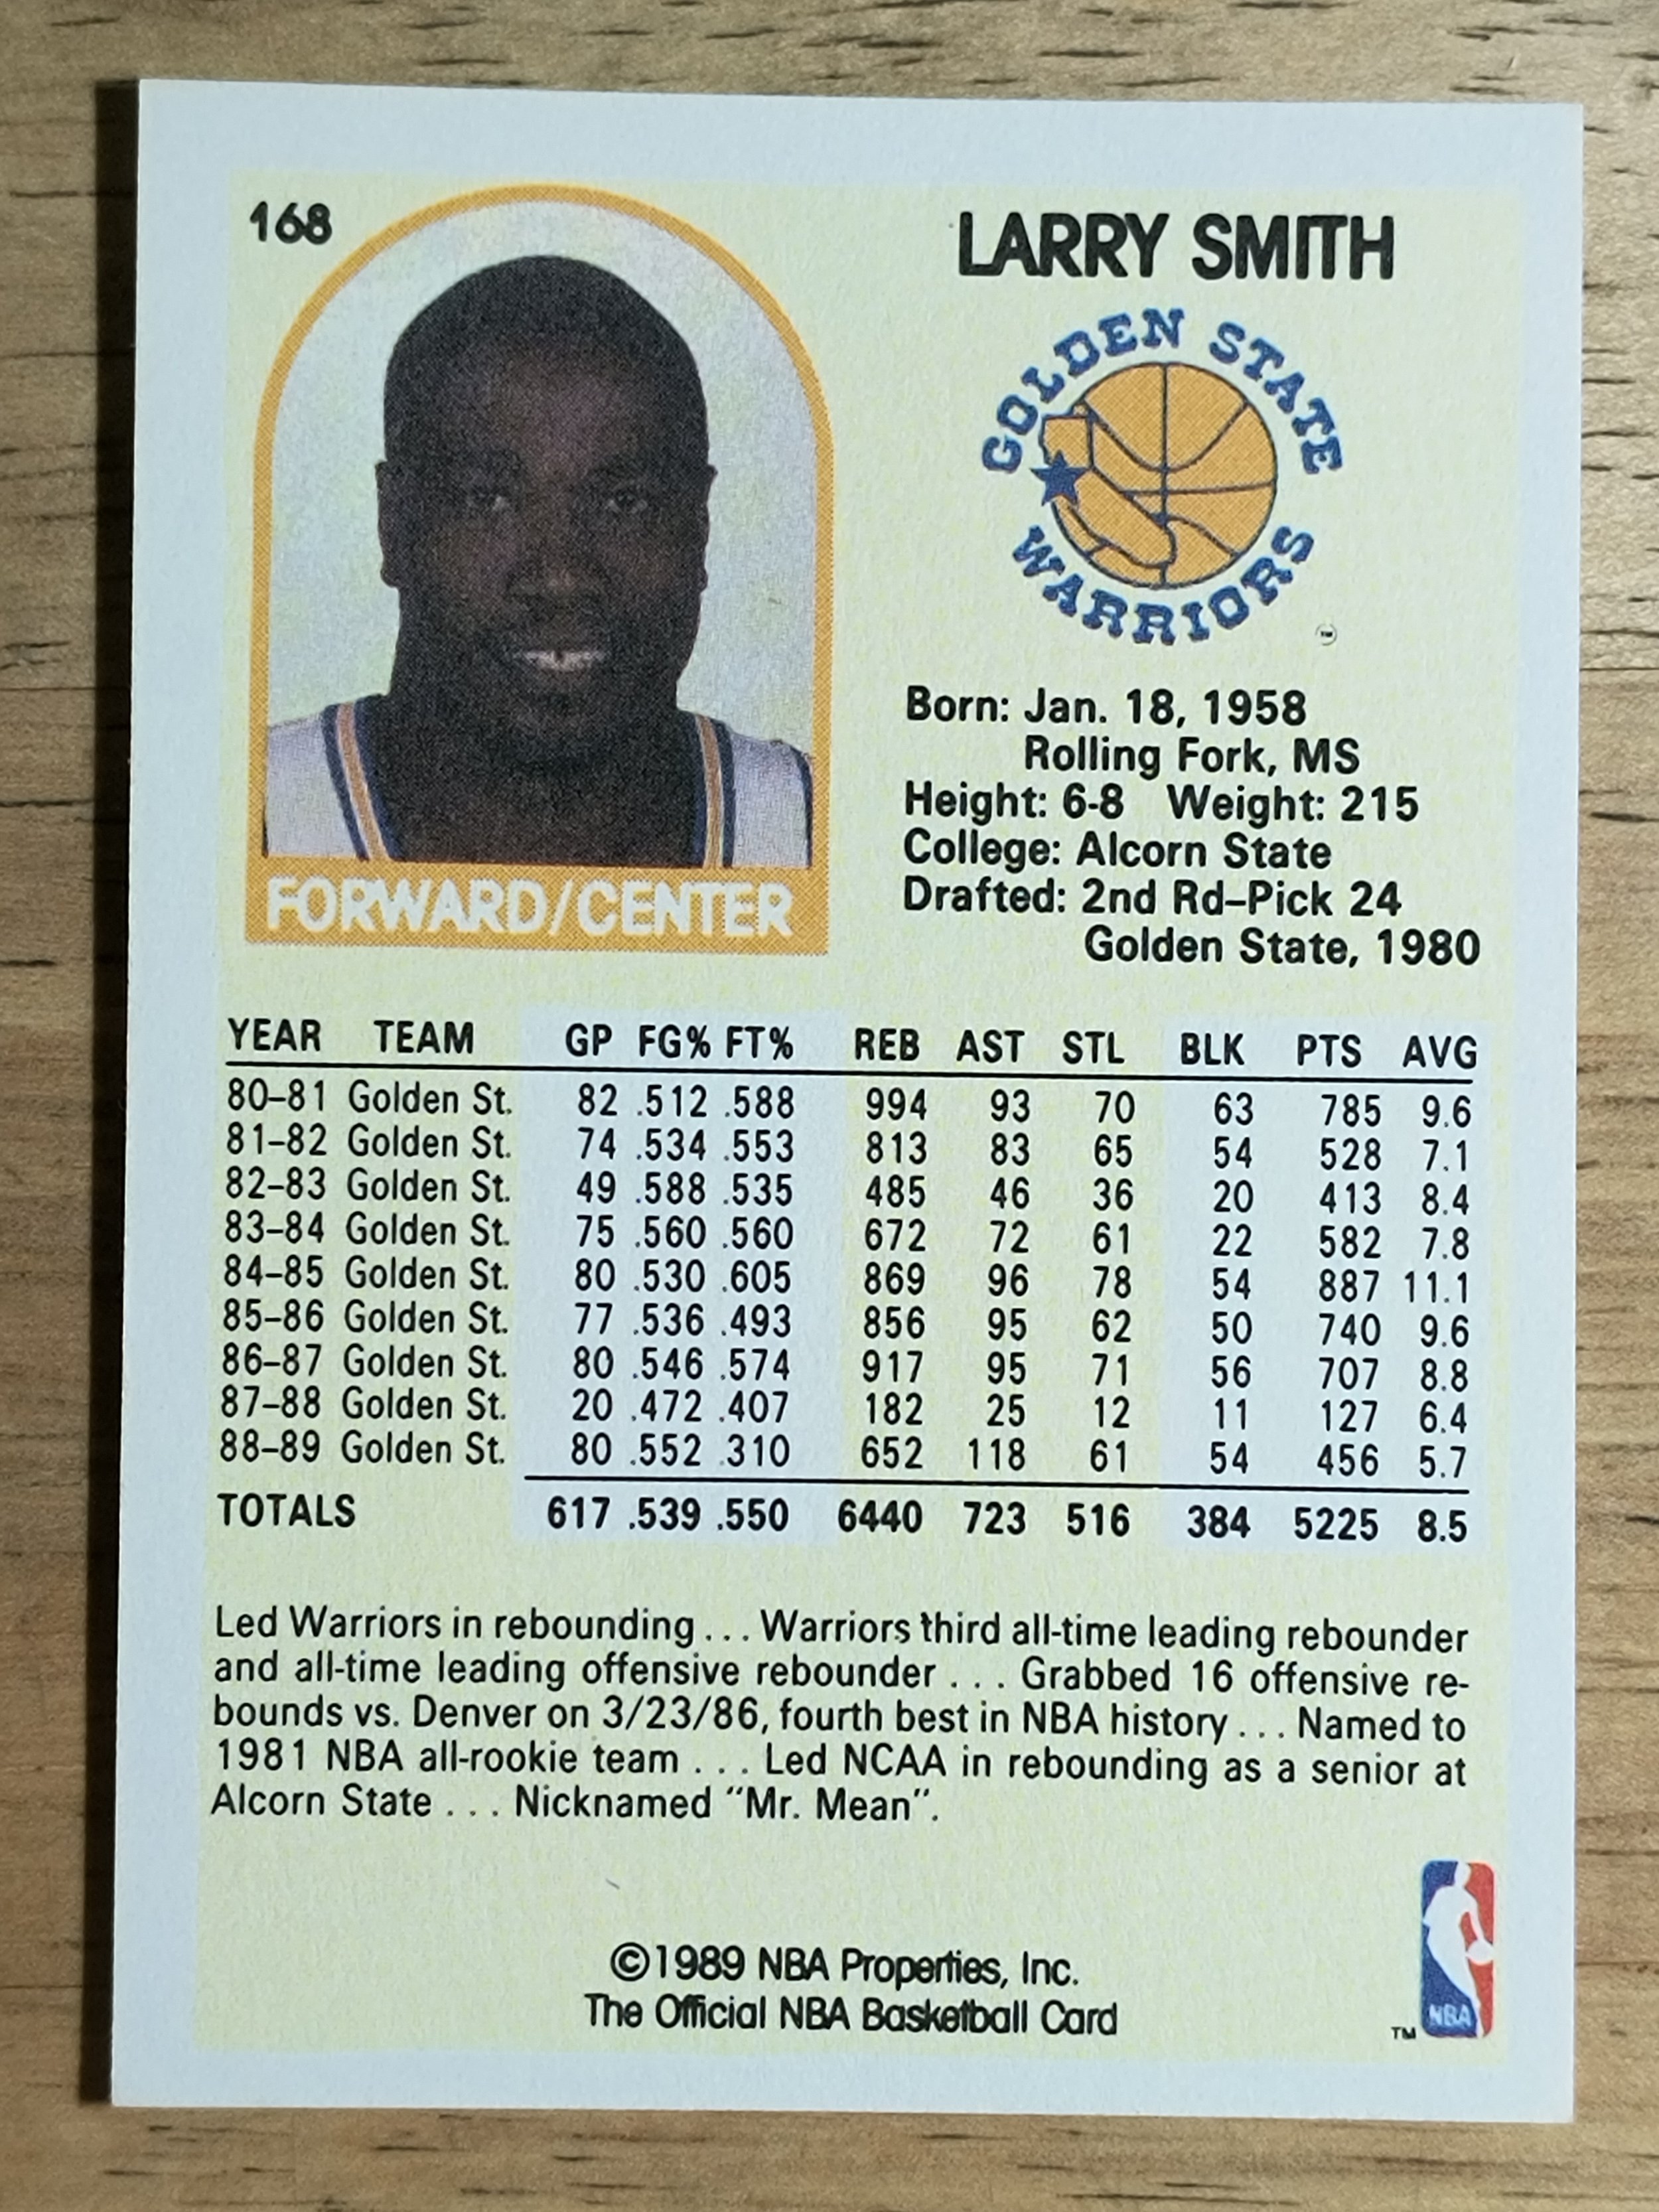 168
LARRY SMITH
GOLDEN STATE
WARRIORS
TM
Born: Jan. 18, 1958
Rolling Fork, MS
Height: 6-8 Weight: 215
College: Alcorn State
Drafted: 2nd Rd–Pick 24
Golden State, 1980
FORWARD/CENTER
YEAR TEAM GP FG% FT% REB AST STL BLK PTS AVG
80–81 Golden St. 82 .512 .588 994 93 70 63 785 9.6
81–82 Golden St. 74 .534 .553 813 83 65 54 528 7.1
82–83 Golden St. 49 .588 .535 485 46 36 20 413 8.4
83–84 Golden St. 75 .560 .560 672 72 61 22 582 7.8
84–85 Golden St. 80 .530 .605 869 96 78 54 887 11.1
85–86 Golden St. 77 .536 .493 856 95 62 50 740 9.6
86–87 Golden St. 80 .546 .574 917 95 71 56 707 8.8
87–88 Golden St. 20 .472 .407 182 25 12 11 127 6.4
88–89 Golden St. 80 .552 .310 652 118 61 54 456 5.7
TOTALS 617 .539 .550 6440 723 516 384 5225 8.5
Led Warriors in rebounding . . . Warriors third all-time leading rebounder
and all-time leading offensive rebounder . . . Grabbed 16 offensive re-
bounds vs. Denver on 3/23/86, fourth best in NBA history . . . Named to
1981 NBA all-rookie team . . . Led NCAA in rebounding as a senior at
Alcorn State . . . Nicknamed "Mr. Mean".
©1989 NBA Properties, Inc.
The Official NBA Basketball Card
TM
NBA